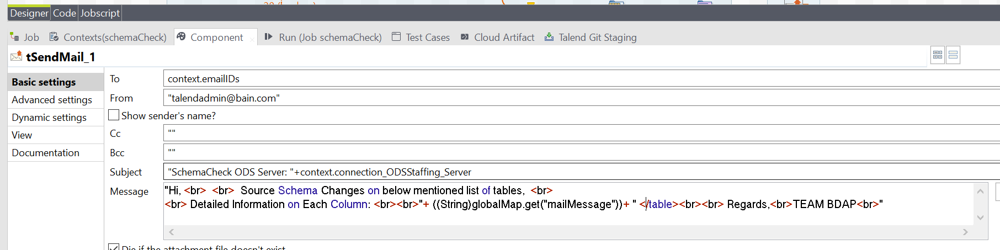 Designer Code Jobscript
Job Contexts(schemaCheck) Component Run (Job schemaCheck) Test Cases Cloud Artifact Talend Git Staging
tSendMail_1
Basic settings
Advanced settings
Dynamic settings
View
Documentation
To context.emailIDs
From "talendadmin@bain.com"
Show sender's name?
Cc ""
Bcc ""
Subject "SchemaCheck ODS Server: "+context.connection_ODSStaffing_Server
Message "Hi, <br>  <br>  Source Schema Changes on below mentioned list of tables,  <br>
<br> Detailed Information on Each Column: <br><br>"+ ((String)globalMap.get("mailMessage"))+ " </table><br><br> Regards,<br>TEAM BDAP<br>"
Die if the attachment file doesn't exist